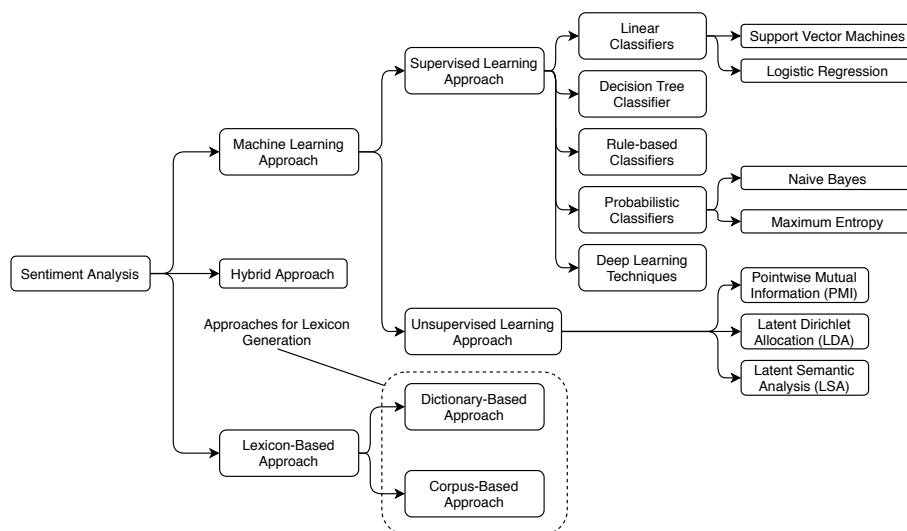 Sentiment Analysis
Machine Learning
Approach
Hybrid Approach
Lexicon-Based
Approach
Supervised Learning
Approach
Unsupervised Learning
Approach
Approaches for Lexicon
Generation
Dictionary-Based
Approach
Corpus-Based
Approach
Linear
Classifiers
Decision Tree
Classifier
Rule-based
Classifiers
Probabilistic
Classifiers
Deep Learning
Techniques
Support Vector Machines
Logistic Regression
Naive Bayes
Maximum Entropy
Pointwise Mutual
Information (PMI)
Latent Dirichlet
Allocation (LDA)
Latent Semantic
Analysis (LSA)